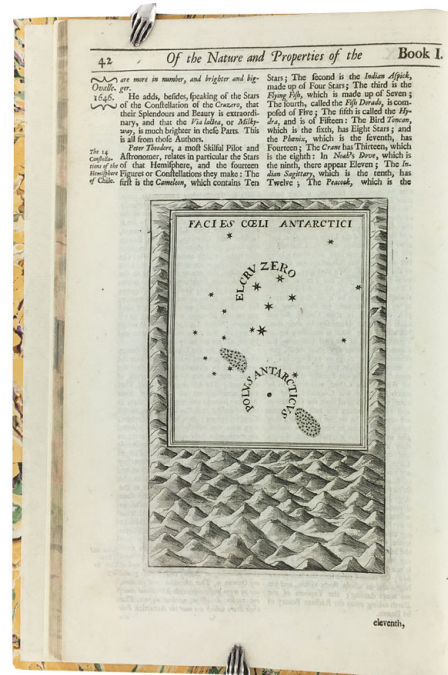 42 Of the Nature and Properties of the Book I.
Ovalle.
1646.
are more in number, and brighter and big-
ger.
He adds, besides, speaking of the Stars
of the Constellation of the Cruzero, that
their Splendours and Beauty is extraordi-
nary, and that the Via lactea, or Milky-
way, is much brighter in these Parts. This
is all from those Authors.
The 14
Constella-
tions of the
Hemisphere
of Chile.
Peter Theodore, a most Skilful Pilot and
Astronomer, relates in particular the Stars
of that Hemisphere, and the fourteen
Figures or Constellations they make: The
first is the Cameleon, which contains Ten
Stars; The second is the Indian Aspick,
made up of Four Stars; The third is the
Flying Fish, which is made up of Seven;
The fourth, called the Fish Dorado, is com-
posed of Five; The fifth is called the Hy-
dra, and is of Fifteen: The Bird Toucan,
which is the sixth, has Eight Stars; and
the Phenix, which is the seventh, has
Fourteen; The Crane has Thirteen, which
is the eighth: In Noah's Dove, which is
the ninth, there appear Eleven; The In-
dian Sagittary, which is the tenth, has
Twelve; The Peacock, which is the
FACIES CŒLI ANTARCTICI
ELCRUZERO
POLVS ANTARCTICVS
eleventh,